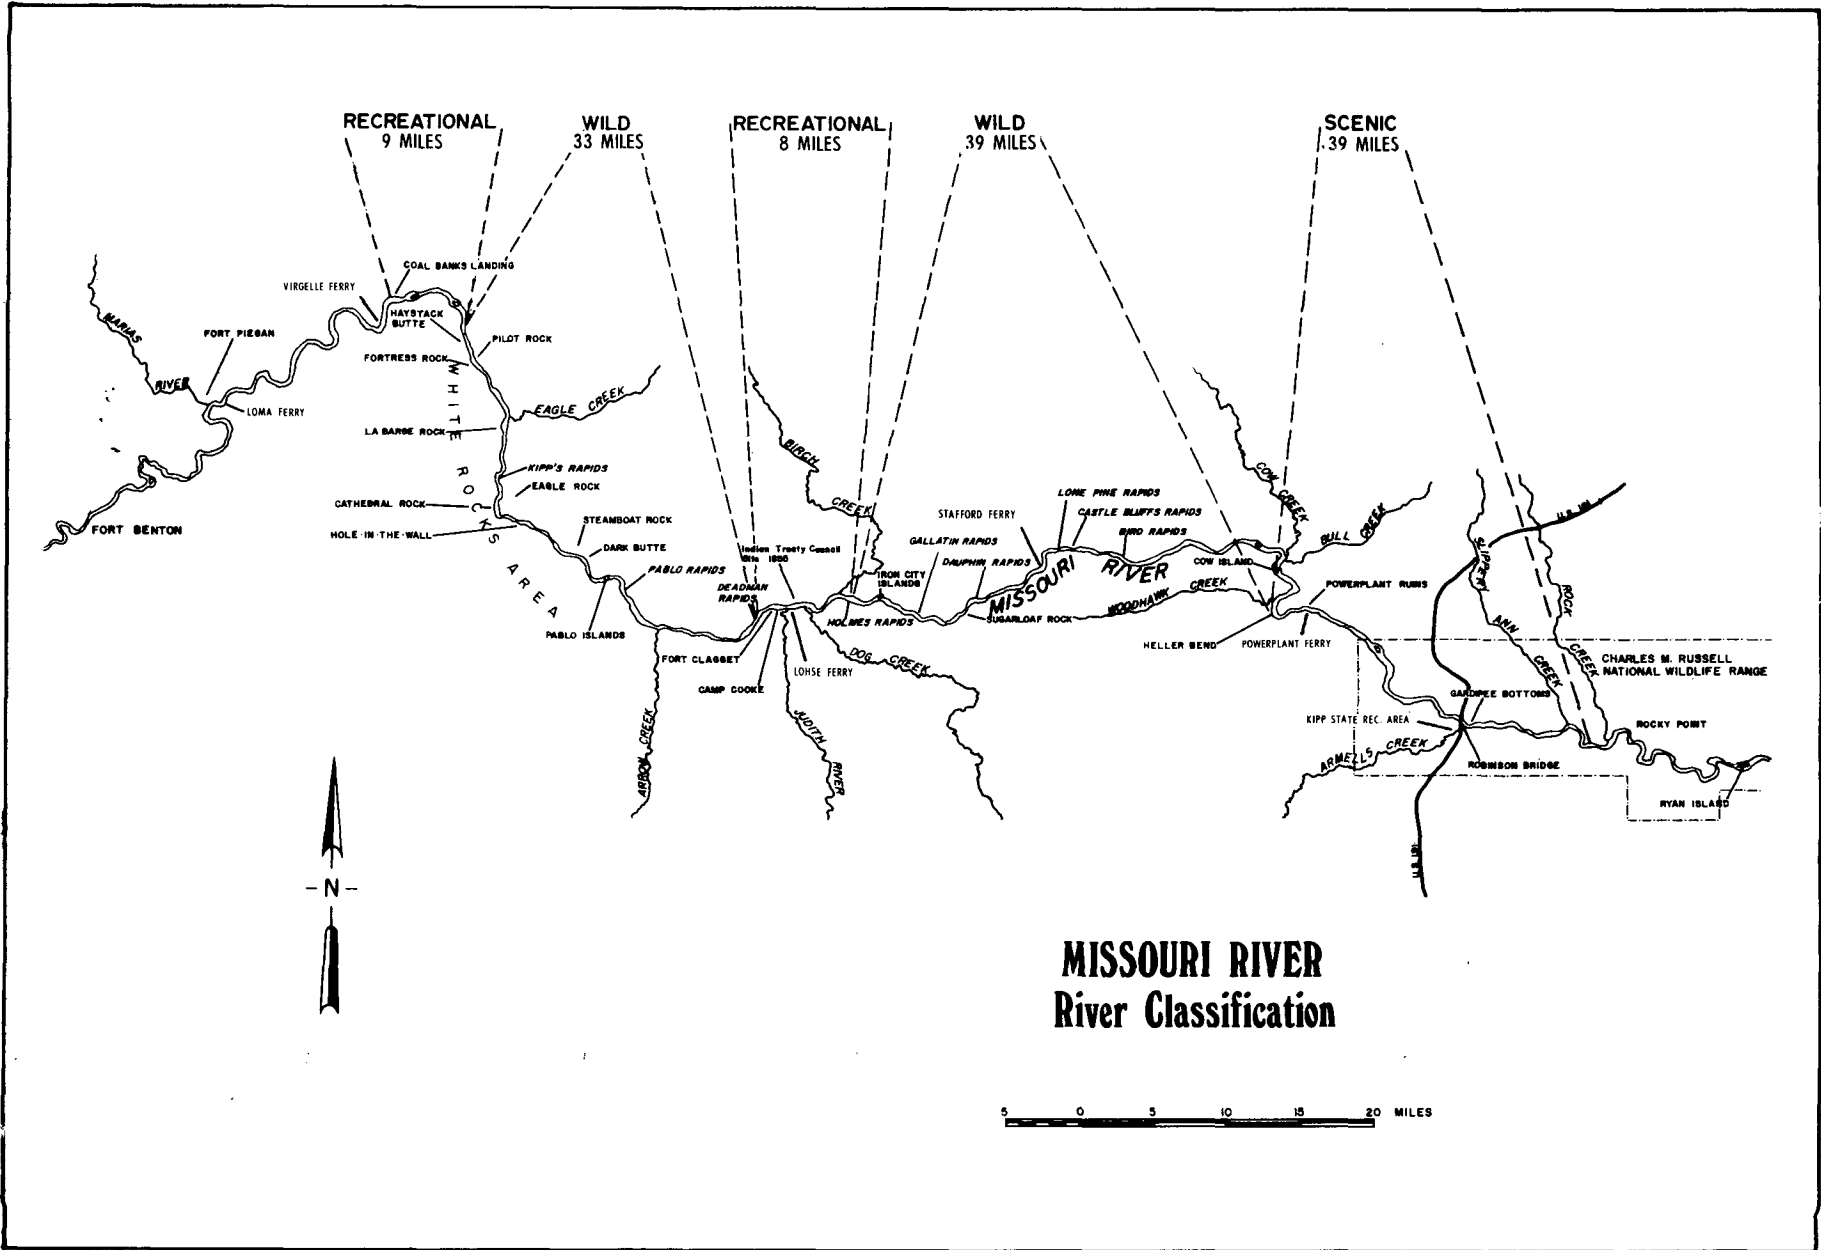 RECREATIONAL
9 MILES
WILD
33 MILES
RECREATIONAL
8 MILES
WILD
39 MILES
SCENIC
39 MILES
COAL BANKS LANDING
VIRGELLE FERRY
HAYSTACK
BUTTE
MARIAS
RIVER
FORT PIEGAN
PILOT ROCK
FORTRESS ROCK
LOMA FERRY
EAGLE CREEK
LA BARGE ROCK
WHITE ROCKS AREA
KIPP'S RAPIDS
EAGLE ROCK
CATHEDRAL ROCK
HOLE-IN-THE-WALL
FORT BENTON
STEAMBOAT ROCK
DARK BUTTE
PABLO RAPIDS
PABLO ISLANDS
DEADMAN
RAPIDS
Indian Treaty Council
Site 1855
BIRCH
CREEK
IRON CITY
ISLANDS
HOLMES RAPIDS
FORT CLAGGET
CAMP COOKE
LOHSE FERRY
DOG CREEK
ARROW CREEK
JUDITH
RIVER
STAFFORD FERRY
GALLATIN RAPIDS
DAUPHIN RAPIDS
LONE PINE RAPIDS
CASTLE BLUFFS RAPIDS
BIRD RAPIDS
MISSOURI RIVER
SUGARLOAF ROCK
WOODHAWK CREEK
COW CREEK
BULL CREEK
COW ISLAND
POWERPLANT RUINS
HELLER BEND
POWERPLANT FERRY
U.S. 191
SLIPPERY
ANN
CREEK
ROCK
CREEK
CHARLES M. RUSSELL
NATIONAL WILDLIFE RANGE
GARDIPEE BOTTOMS
KIPP STATE REC. AREA
ROCKY POINT
ARMELLS CREEK
ROBINSON BRIDGE
RYAN ISLAND
U.S. 191
-N-
MISSOURI RIVER
River Classification
5 0 5 10 15 20 MILES